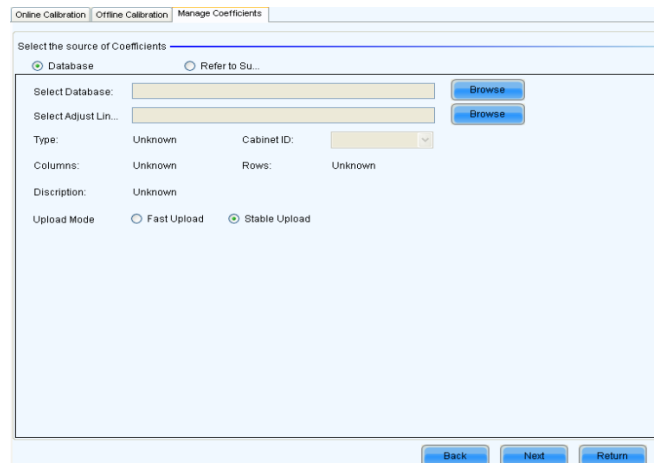 Online Calibration Offline Calibration Manage Coefficients
Select the source of Coefficients
Database Refer to Su...
Select Database: Browse
Select Adjust Lin... Browse
Type: Unknown Cabinet ID:
Columns: Unknown Rows: Unknown
Discription: Unknown
Upload Mode Fast Upload Stable Upload
Back Next Return